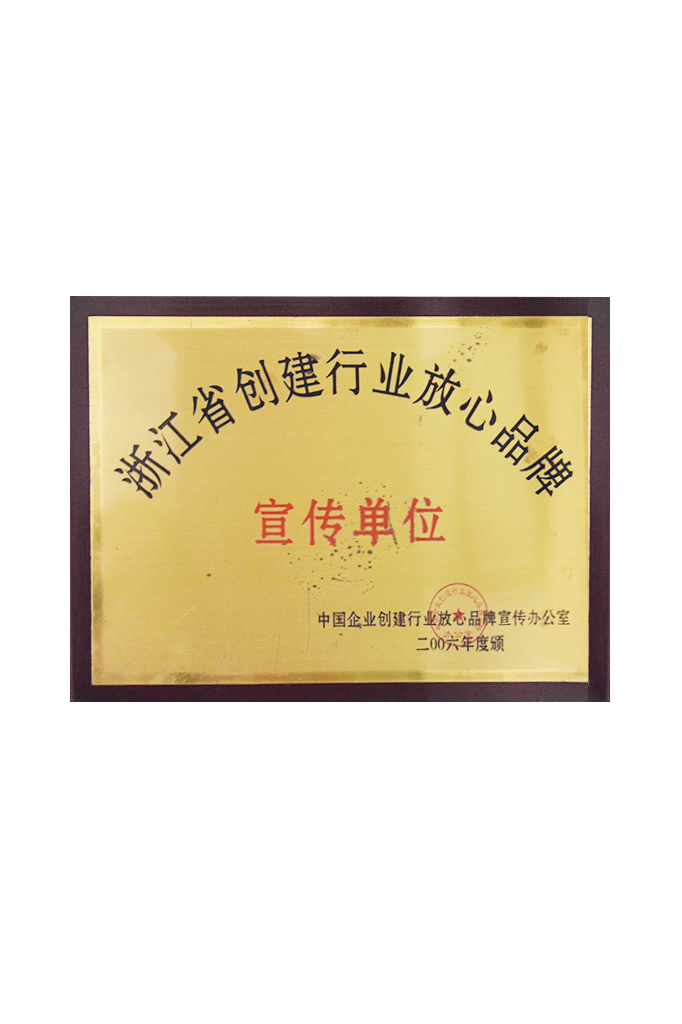 浙江省创建行业放心品牌
宣传单位
中国企业创建行业放心品牌宣传办公室
二00六年度颁